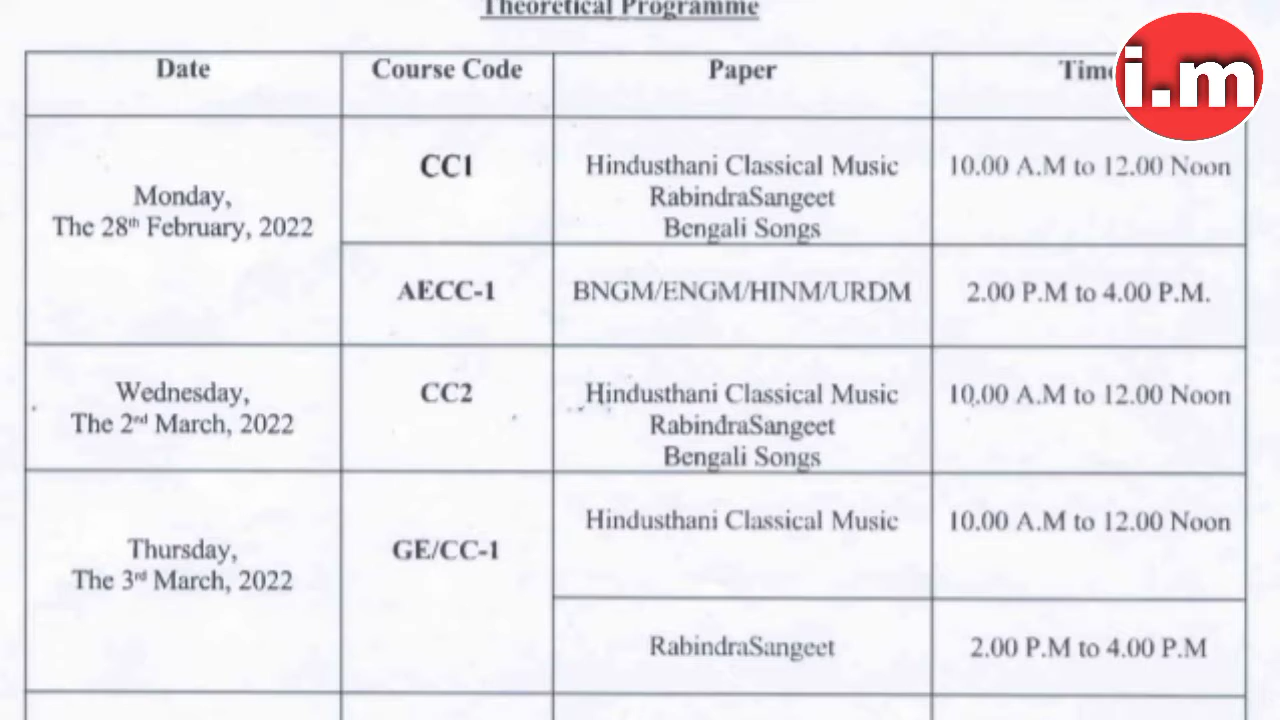 Theoretical Programme
Date Course Code Paper Time
i.m
CC1 Hindusthani Classical Music 10.00 A.M to 12.00 Noon
Monday, RabindraSangeet
The 28th February, 2022 Bengali Songs
AECC-1 BNGM/ENGM/HINM/URDM 2.00 P.M to 4.00 P.M.
Wednesday, CC2 Hindusthani Classical Music 10.00 A.M to 12.00 Noon
The 2nd March, 2022 RabindraSangeet
Bengali Songs
Hindusthani Classical Music 10.00 A.M to 12.00 Noon
Thursday, GE/CC-1
The 3rd March, 2022
RabindraSangeet 2.00 P.M to 4.00 P.M